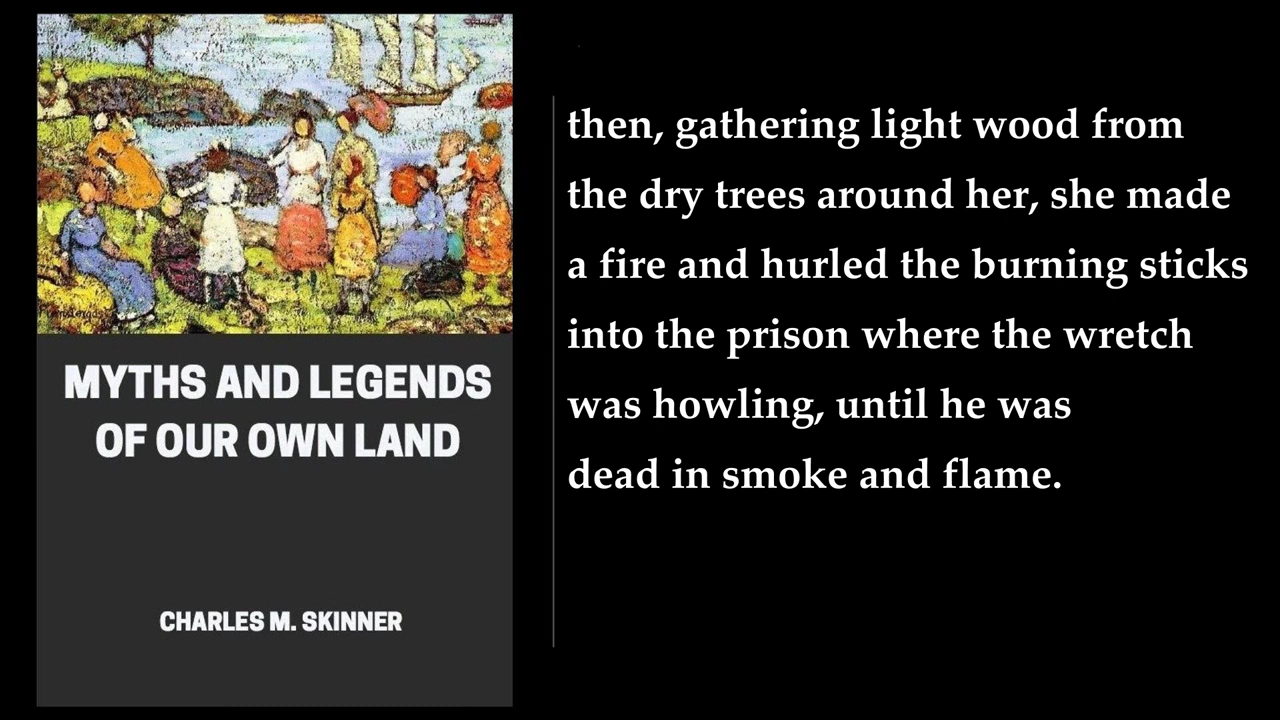 MYTHS AND LEGENDS
OF OUR OWN LAND
CHARLES M. SKINNER
then, gathering light wood from
the dry trees around her, she made
a fire and hurled the burning sticks
into the prison where the wretch
was howling, until he was
dead in smoke and flame.